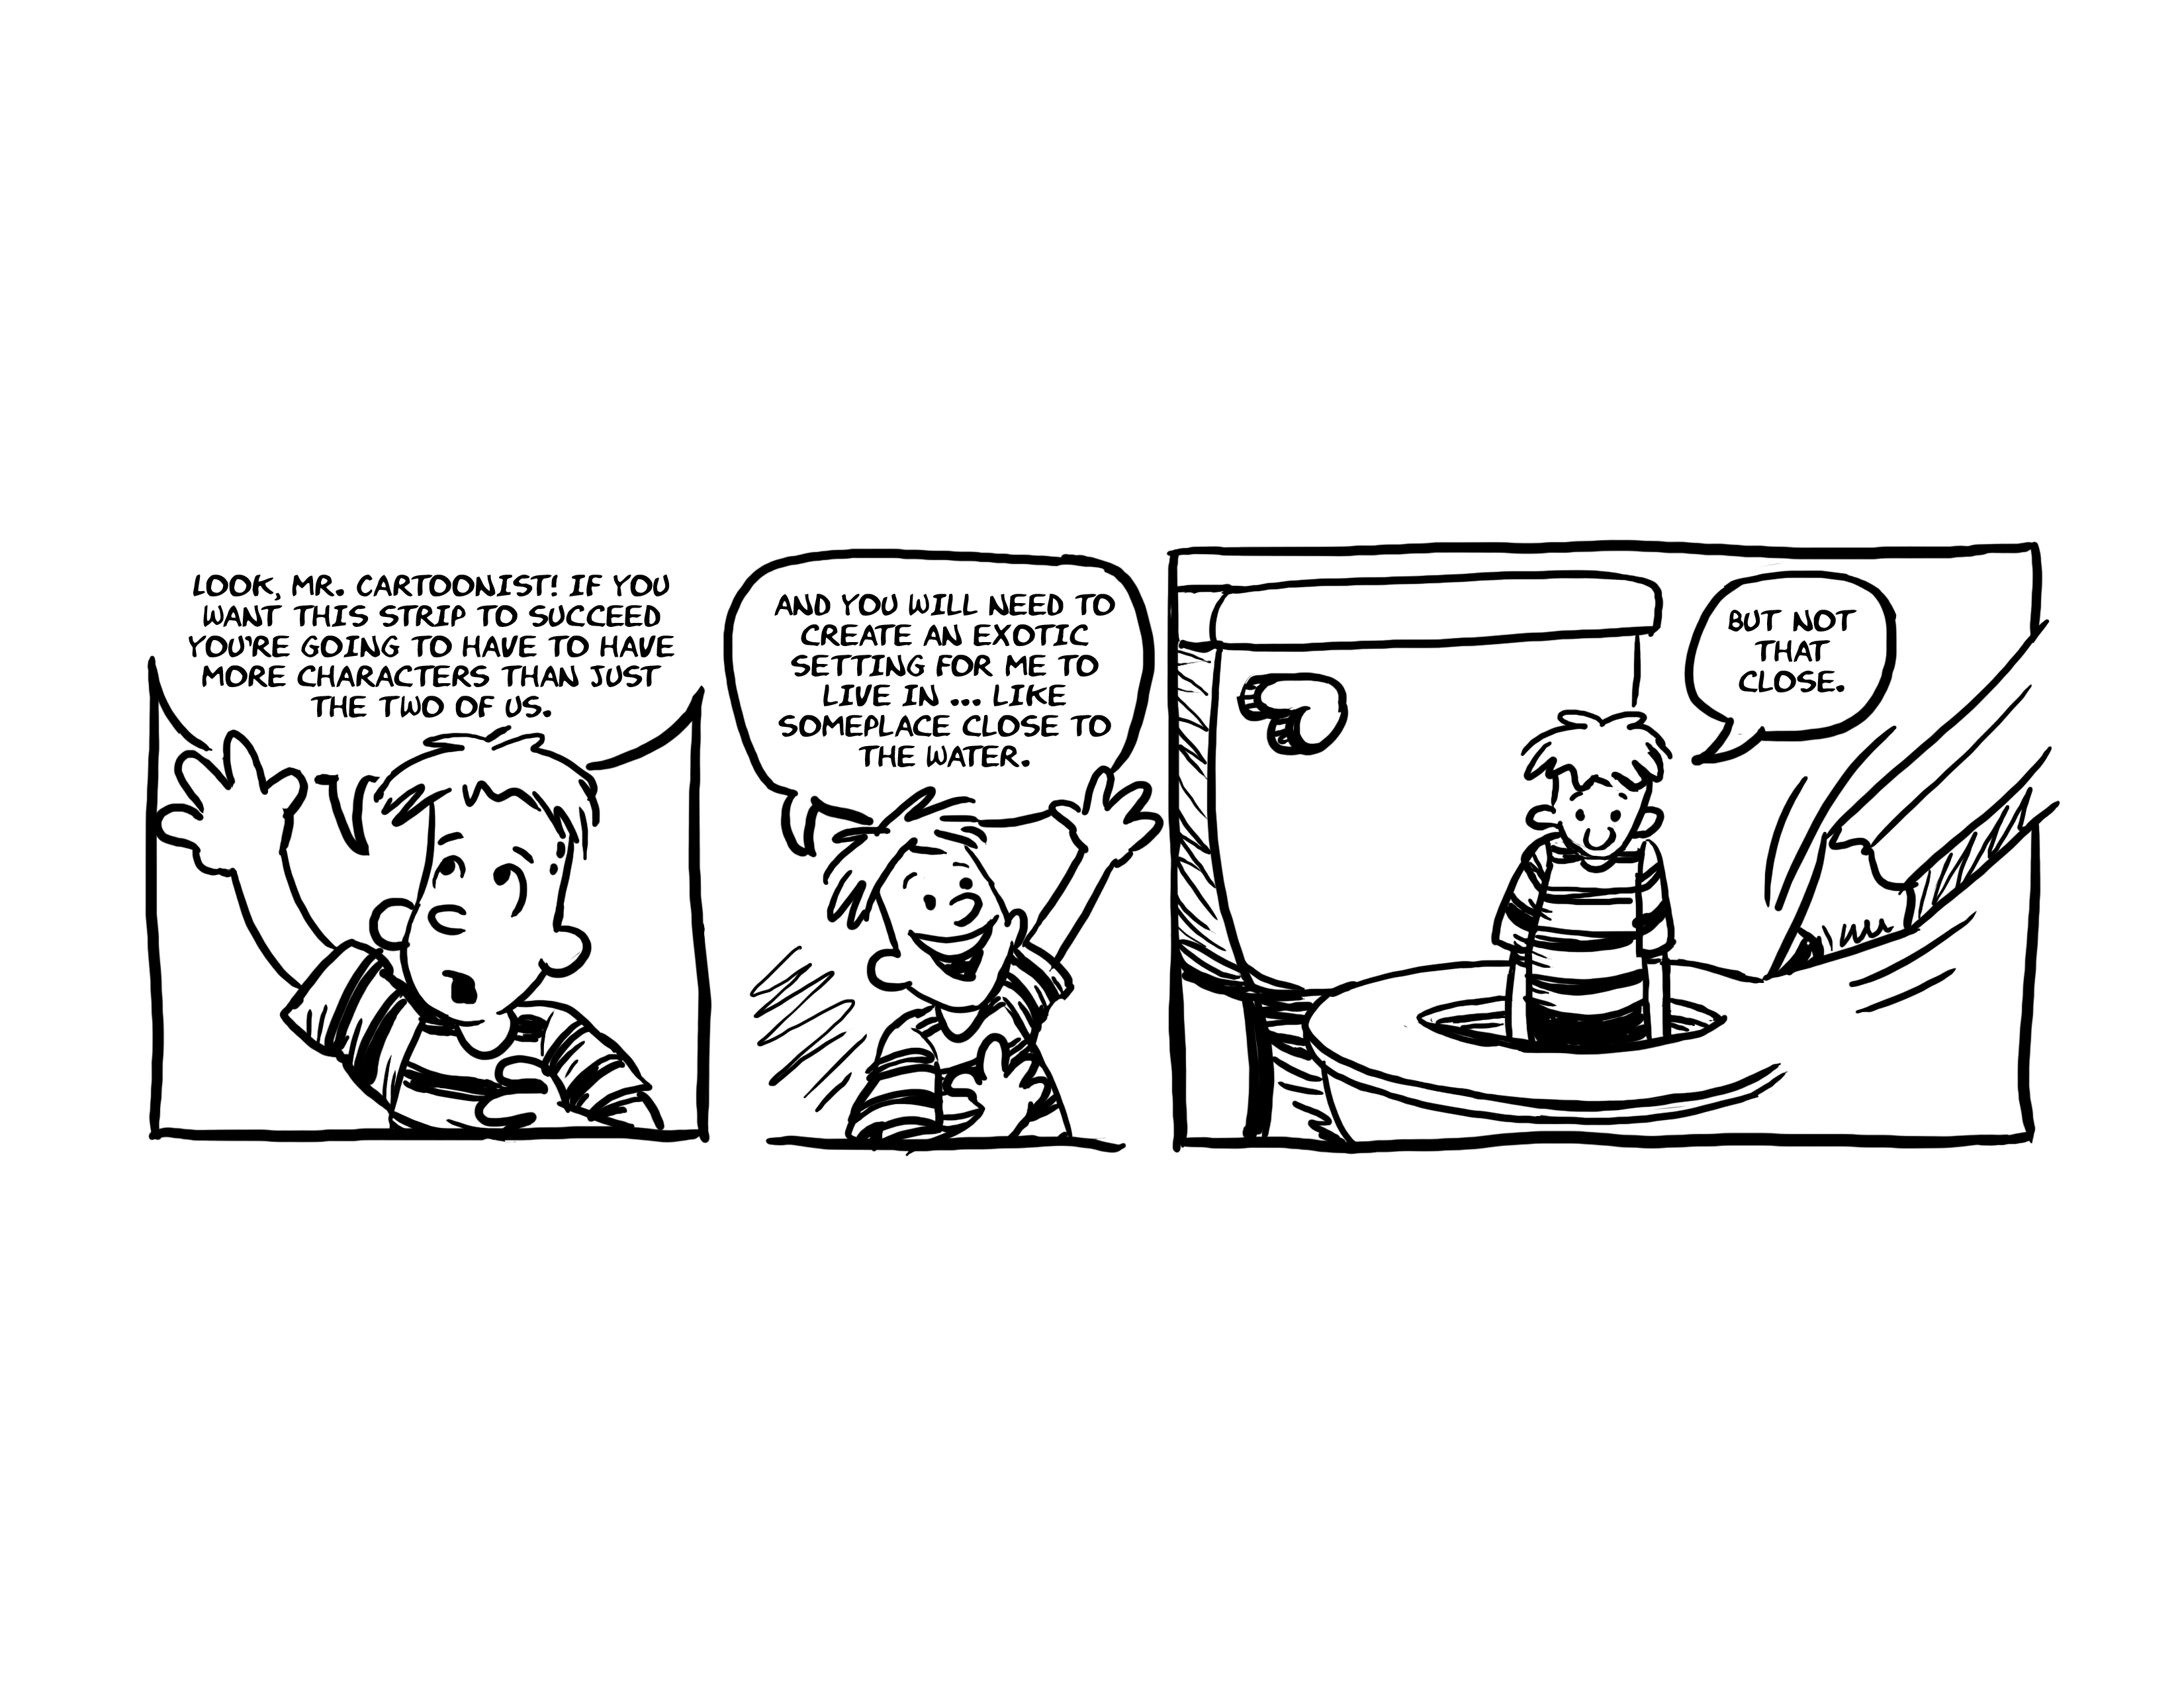 LOOK, MR. CARTOONIST! IF YOU
WANT THIS STRIP TO SUCCEED
YOU'RE GOING TO HAVE TO HAVE
MORE CHARACTERS THAN JUST
THE TWO OF US.
AND YOU WILL NEED TO
CREATE AN EXOTIC
SETTING FOR ME TO
LIVE IN ... LIKE
SOMEPLACE CLOSE TO
THE WATER.
BUT NOT
THAT
CLOSE.